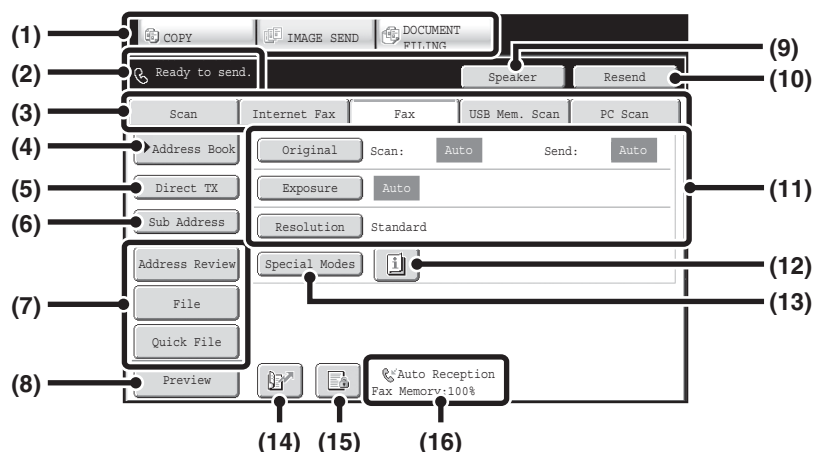 (1) COPY IMAGE SEND DOCUMENT
FILING
(2) Ready to send. Speaker Resend (9) (10)
(3) Scan Internet Fax Fax USB Mem. Scan PC Scan
(4) Address Book Original Scan: Auto Send: Auto
(5) Direct TX Exposure Auto (11)
(6) Sub Address Resolution Standard
Address Review Special Modes i (12)
(7) File (13)
Quick File
(8) Preview Auto Reception
Fax Memory:100%
(14) (15) (16)